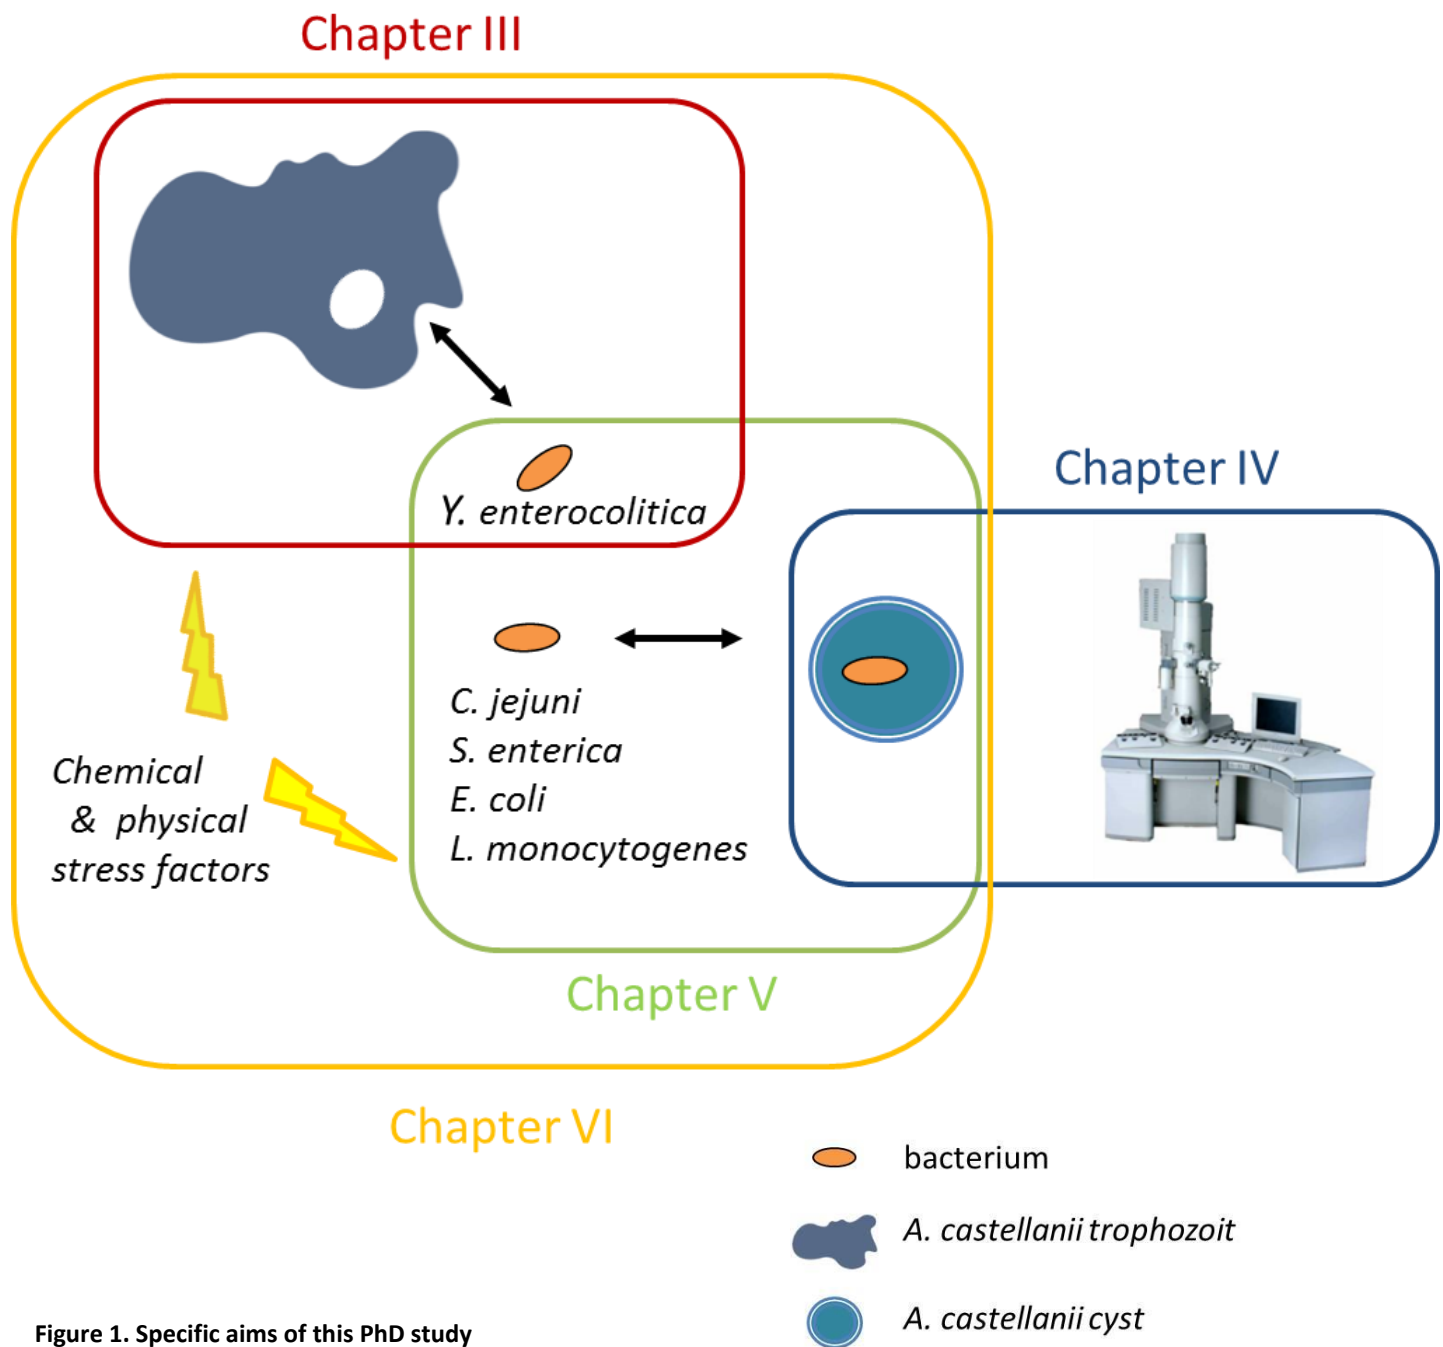 Chapter III
Chapter IV
Y. enterocolitica
C. jejuni
S. enterica
E. coli
L. monocytogenes
Chemical
& physical
stress factors
Chapter V
Chapter VI
bacterium
A. castellanii trophozoit
A. castellanii cyst
Figure 1. Specific aims of this PhD study